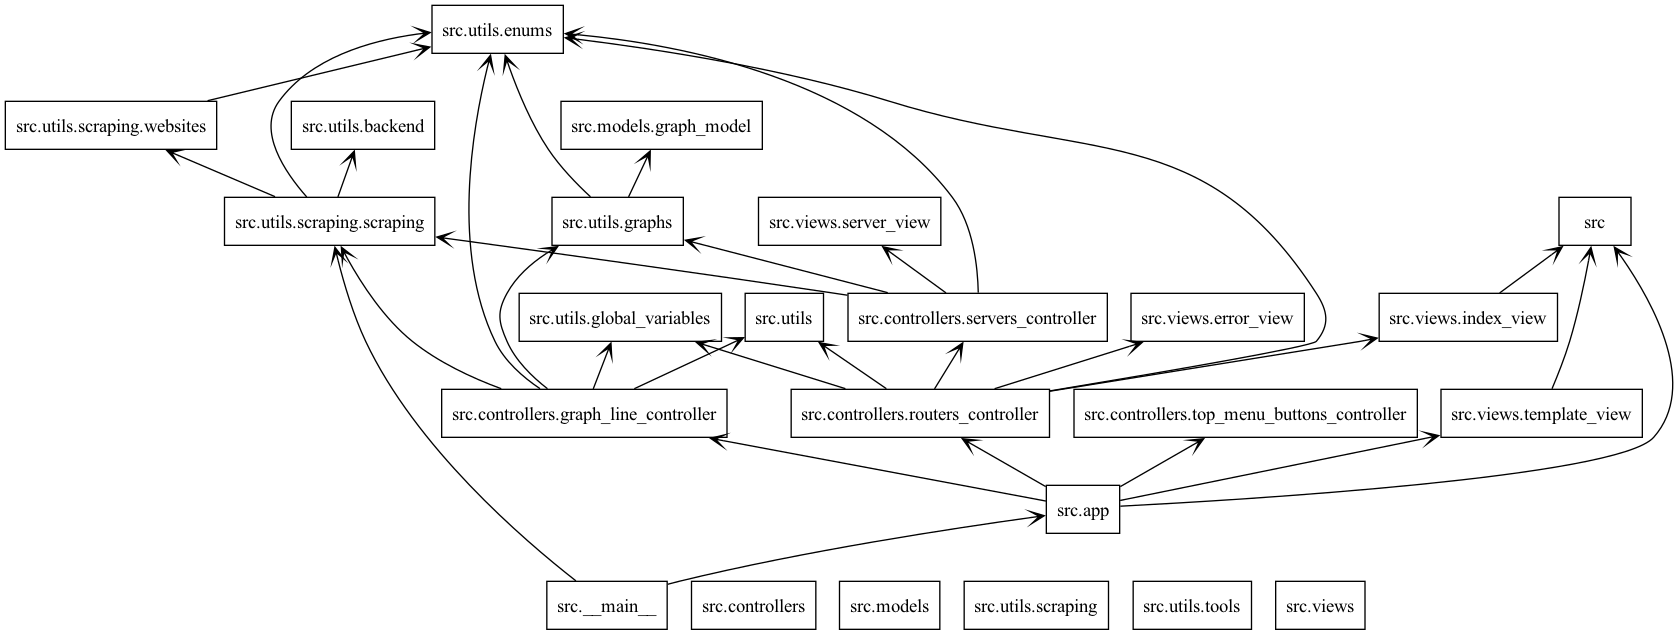 src.utils.enums
src.utils.scraping.websites
src.utils.backend
src.models.graph_model
src.utils.scraping.scraping
src.utils.graphs
src.views.server_view
src
src.utils.global_variables
src.utils
src.controllers.servers_controller
src.views.error_view
src.views.index_view
src.controllers.graph_line_controller
src.controllers.routers_controller
src.controllers.top_menu_buttons_controller
src.views.template_view
src.app
src.__main__
src.controllers
src.models
src.utils.scraping
src.utils.tools
src.views